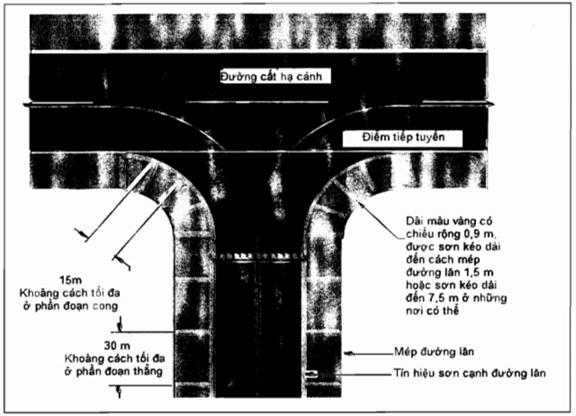 Đường cất hạ cánh
Điểm tiếp tuyến
Dải màu vàng có
chiều rộng 0,9 m,
được sơn kéo dài
đến cách mép
đường lăn 1,5 m
hoặc sơn kéo dài
đến 7,5 m ở những
nơi có thể
15m
Khoảng cách tối đa
ở phần đoạn cong
30 m
Khoảng cách tối đa
ở phần đoạn thẳng
Mép đường lăn
Tín hiệu sơn cạnh đường lăn